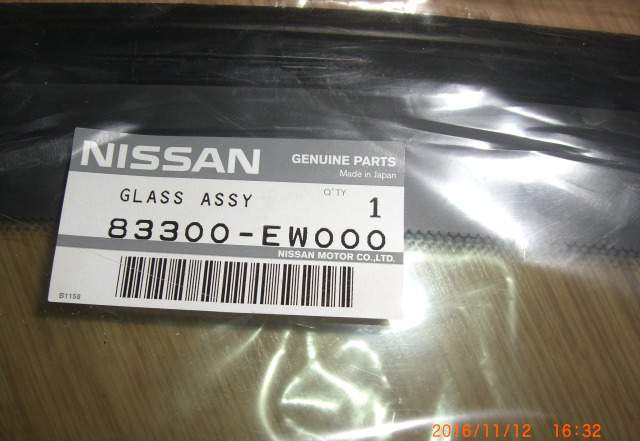 NISSAN
GENUINE PARTS
Made in Japan
GLASS ASSY
Q'TY 1
83300-EW000
NISSAN MOTOR CO.,LTD.
B1158
2016/11/12 16:32